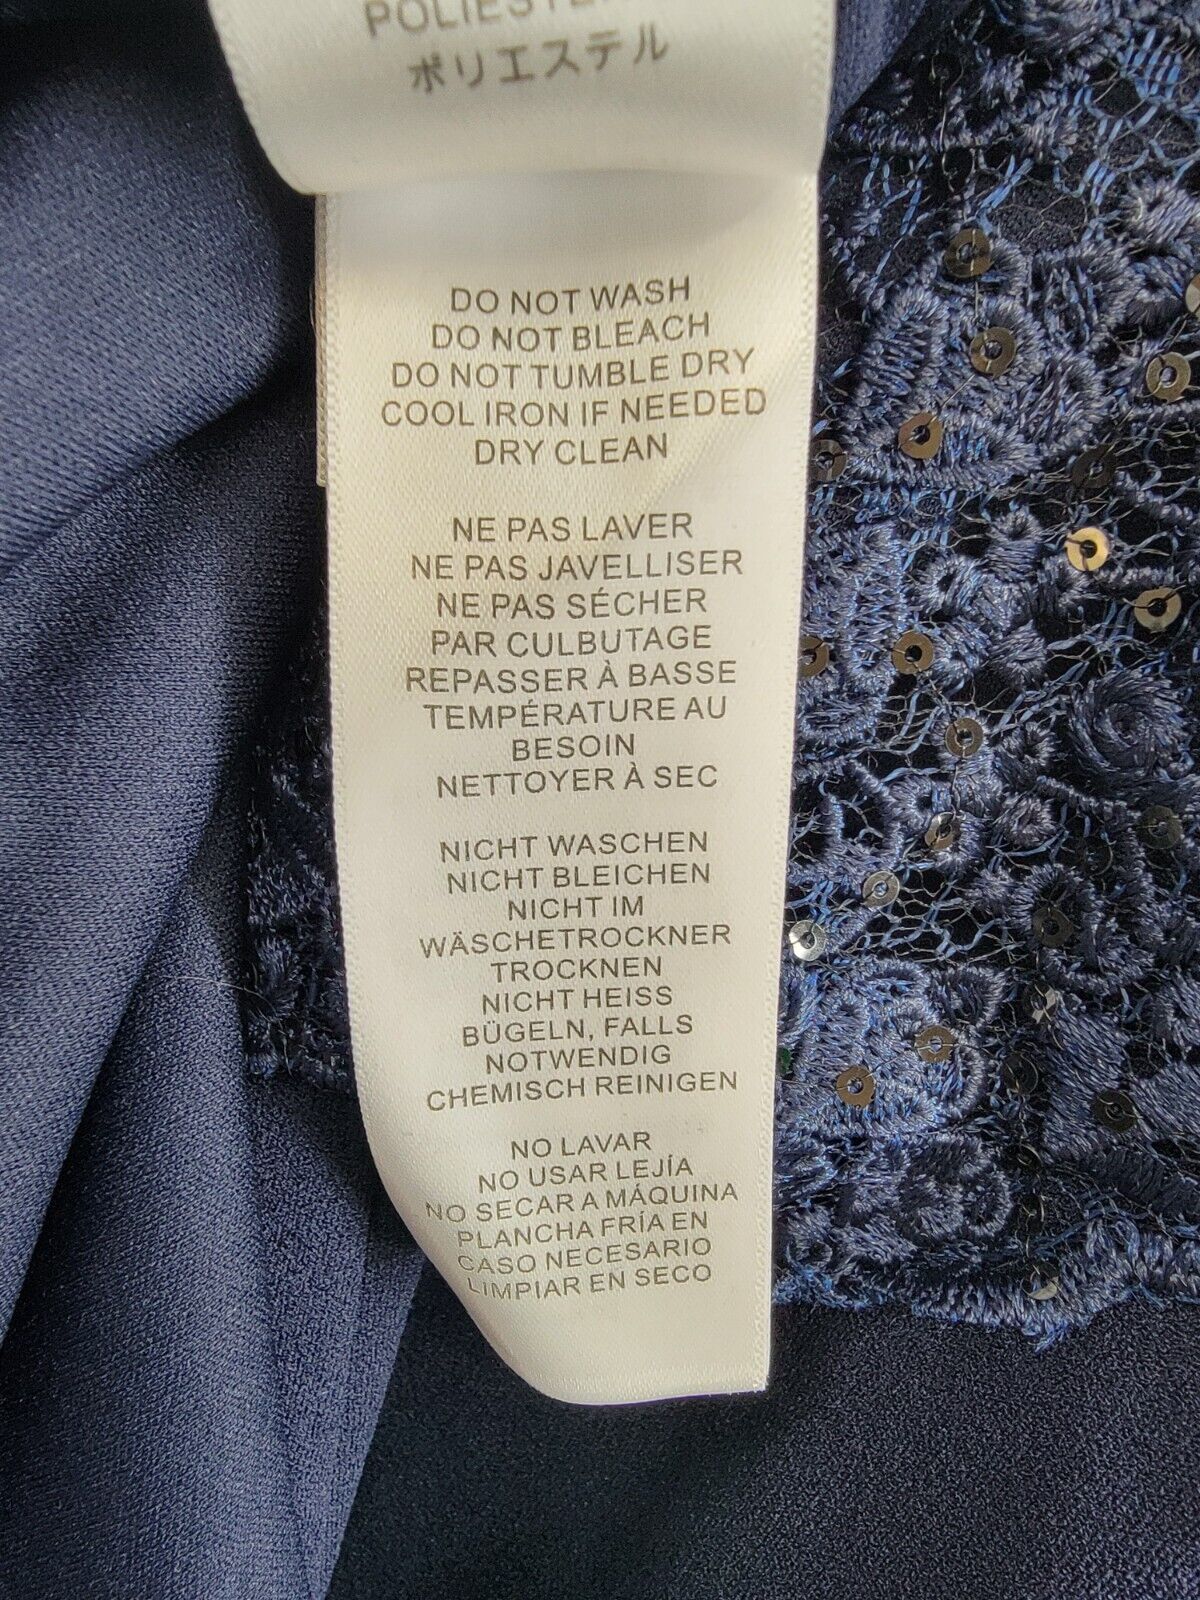 POLIESTER
ポリエステル
DO NOT WASH
DO NOT BLEACH
DO NOT TUMBLE DRY
COOL IRON IF NEEDED
DRY CLEAN
NE PAS LAVER
NE PAS JAVELLISER
NE PAS SÉCHER
PAR CULBUTAGE
REPASSER À BASSE
TEMPÉRATURE AU
BESOIN
NETTOYER À SEC
NICHT WASCHEN
NICHT BLEICHEN
NICHT IM
WÄSCHETROCKNER
TROCKNEN
NICHT HEISS
BÜGELN, FALLS
NOTWENDIG
CHEMISCH REINIGEN
NO LAVAR
NO USAR LEJÍA
NO SECAR A MÁQUINA
PLANCHA FRÍA EN
CASO NECESARIO
LIMPIAR EN SECO